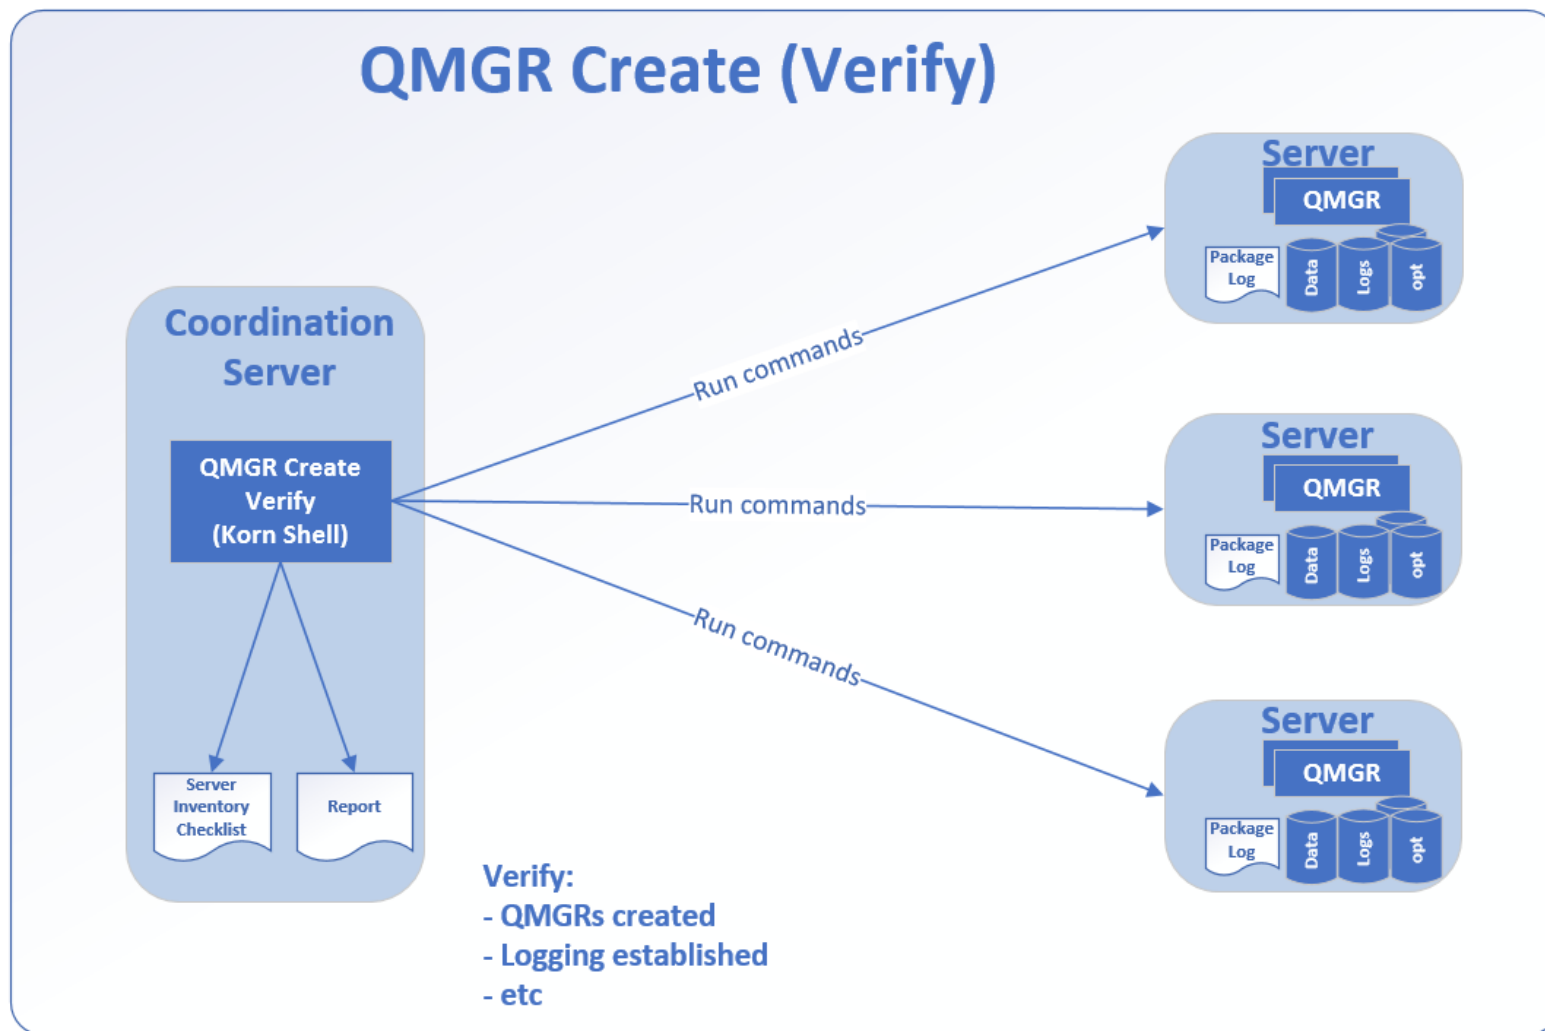 QMGR Create (Verify)
Coordination
Server
QMGR Create
Verify
(Korn Shell)
Server
Inventory
Checklist
Report
Run commands
Run commands
Run commands
Server
QMGR
Package
Log
Data
Logs
opt
Server
QMGR
Package
Log
Data
Logs
opt
Server
QMGR
Package
Log
Data
Logs
opt
Verify:
- QMGRs created
- Logging established
- etc